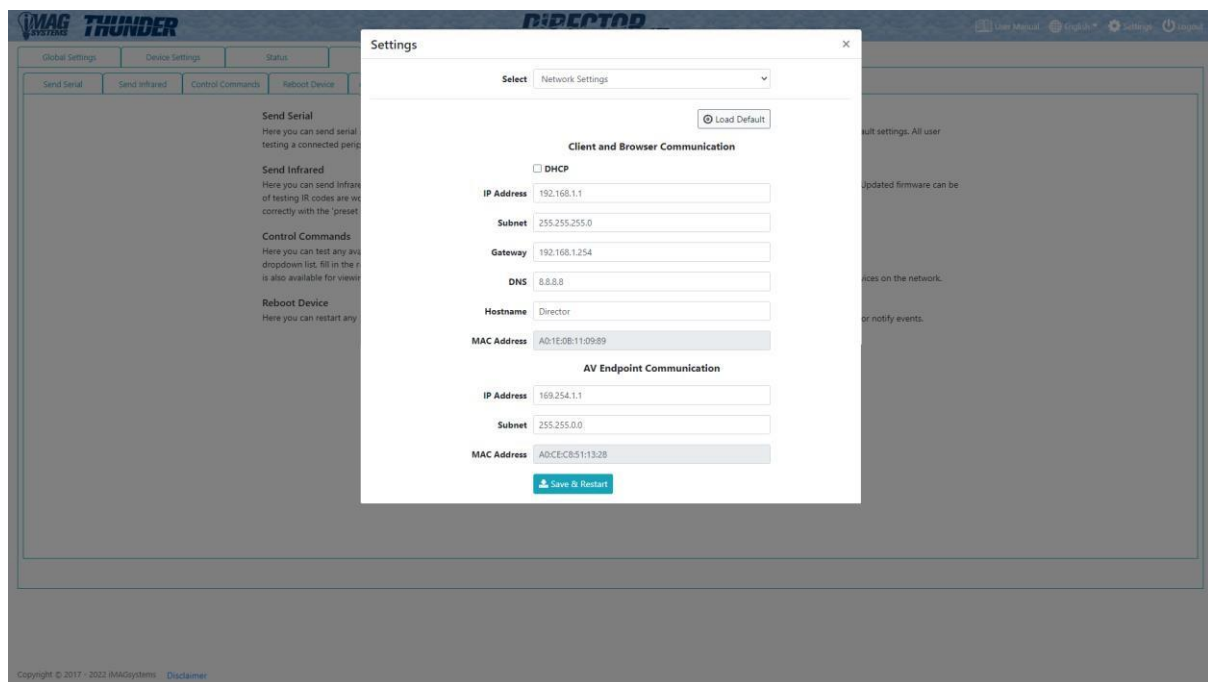 iMAG SYSTEMS THUNDER
DiRECTOR
User Manual English Settings Logout
Global Settings Device Settings Status
Send Serial Send Infrared Control Commands Reboot Device
Settings ×
Select Network Settings
Load Default
Client and Browser Communication
DHCP
IP Address 192.168.1.1
Subnet 255.255.255.0
Gateway 192.168.1.254
DNS 8.8.8.8
Hostname Director
MAC Address A0:1E:0B:11:09:89
AV Endpoint Communication
IP Address 169.254.1.1
Subnet 255.255.0.0
MAC Address A0:CE:C8:51:13:28
Save & Restart
Send Serial
Here you can send serial
testing a connected perip
Send Infrared
Here you can send Infrare
of testing IR codes are wo
correctly with the 'preset
Control Commands
Here you can test any ava
dropdown list, fill in the r
is also available for viewin
Reboot Device
Here you can restart any
ault settings. All user
Updated firmware can be
vices on the network.
or notify events.
Copyright © 2017 - 2022 iMAGsystems Disclaimer